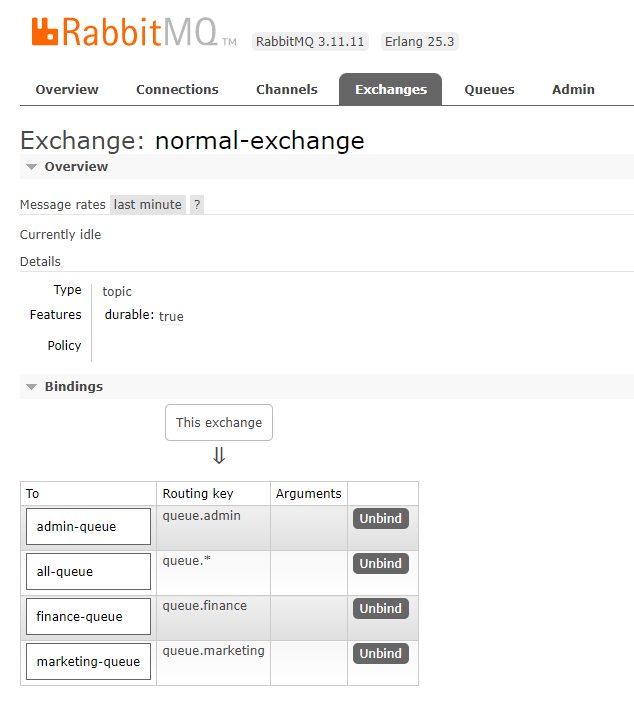 RabbitMQ TM RabbitMQ 3.11.11 Erlang 25.3
Overview Connections Channels Exchanges Queues Admin
Exchange: normal-exchange
Overview
Message rates last minute ?
Currently idle
Details
Type topic
Features durable: true
Policy
Bindings
This exchange
⇓
To Routing key Arguments
admin-queue queue.admin Unbind
all-queue queue.* Unbind
finance-queue queue.finance Unbind
marketing-queue queue.marketing Unbind